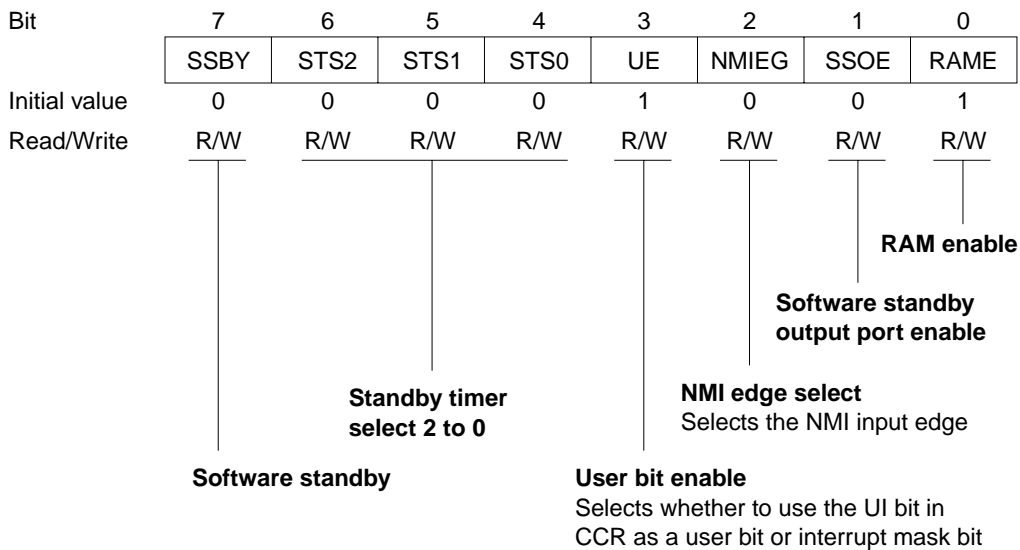 Bit 7 6 5 4 3 2 1 0
SSBY STS2 STS1 STS0 UE NMIEG SSOE RAME
Initial value 0 0 0 0 1 0 0 1
Read/Write R/W R/W R/W R/W R/W R/W R/W R/W
RAM enable
Software standby
output port enable
NMI edge select
Selects the NMI input edge
Standby timer
select 2 to 0
Software standby
User bit enable
Selects whether to use the UI bit in
CCR as a user bit or interrupt mask bit